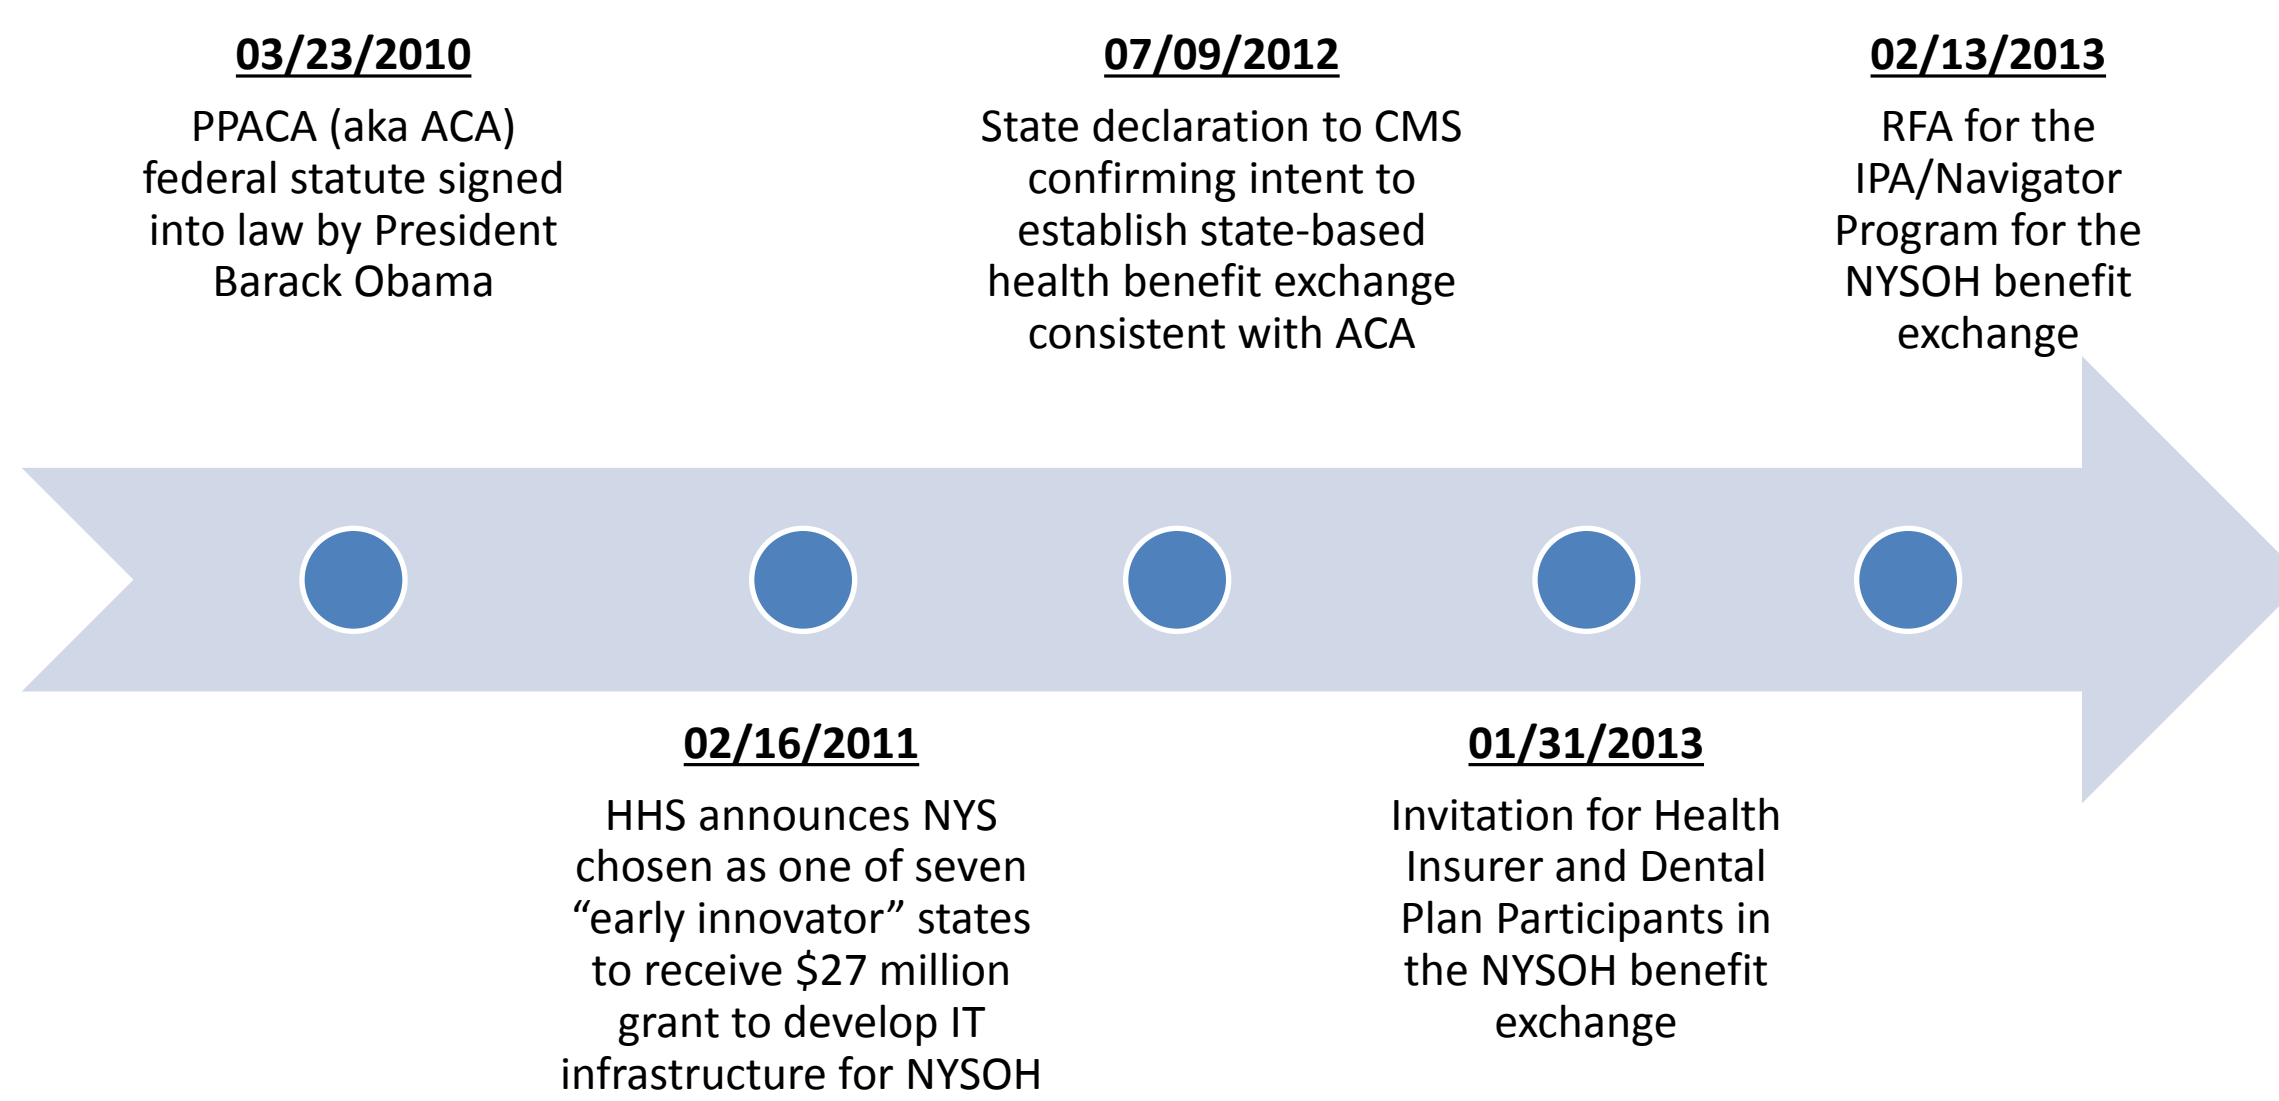 03/23/2010
PPACA (aka ACA)
federal statute signed
into law by President
Barack Obama
02/16/2011
HHS announces NYS
chosen as one of seven
“early innovator” states
to receive $27 million
grant to develop IT
infrastructure for NYSOH
07/09/2012
State declaration to CMS
confirming intent to
establish state-based
health benefit exchange
consistent with ACA
01/31/2013
Invitation for Health
Insurer and Dental
Plan Participants in
the NYSOH benefit
exchange
02/13/2013
RFA for the
IPA/Navigator
Program for the
NYSOH benefit
exchange